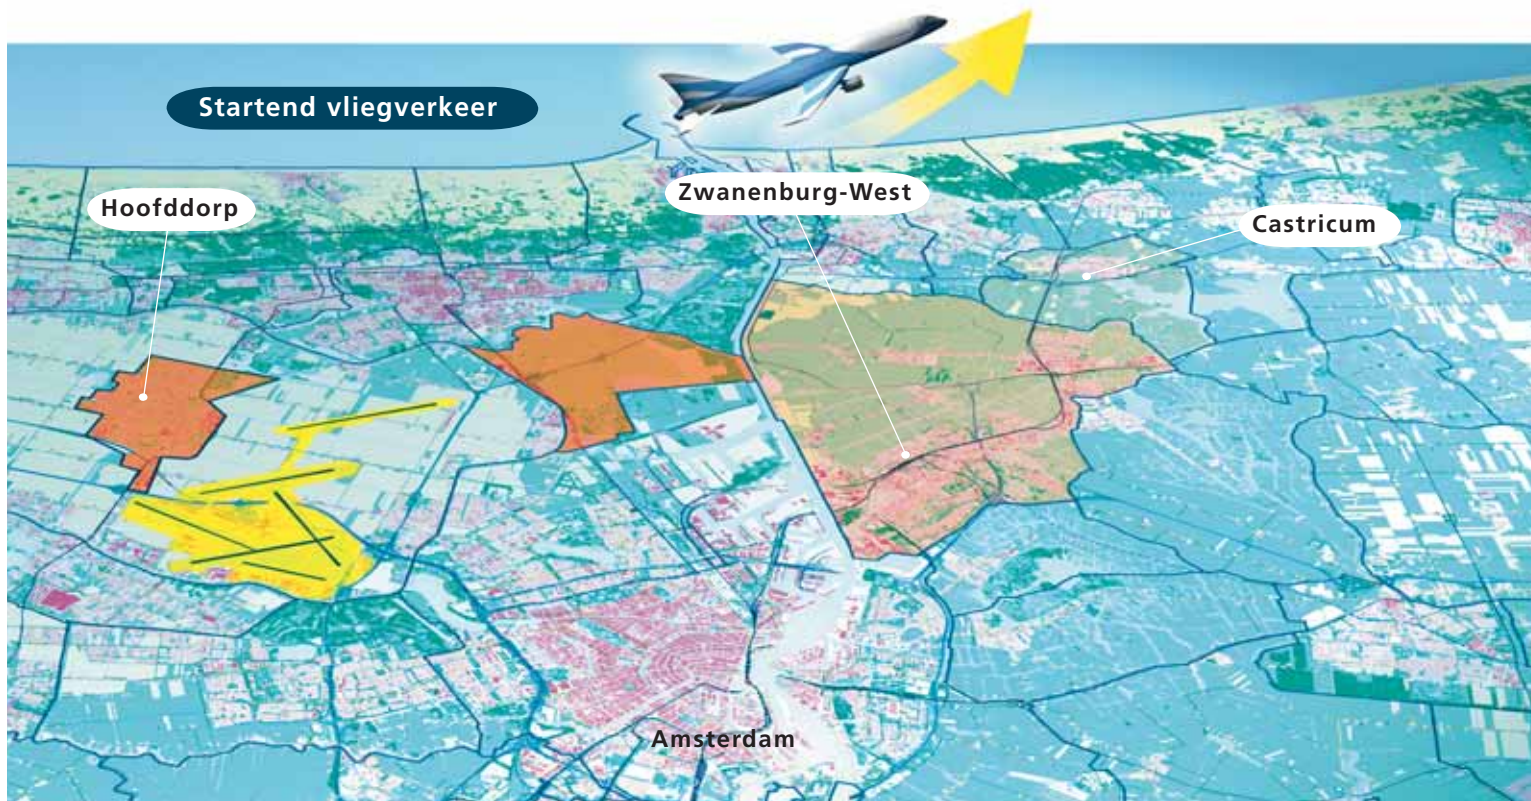 Startend vliegverkeer
Zwanenburg-West
Hoofddorp
Castricum
Amsterdam